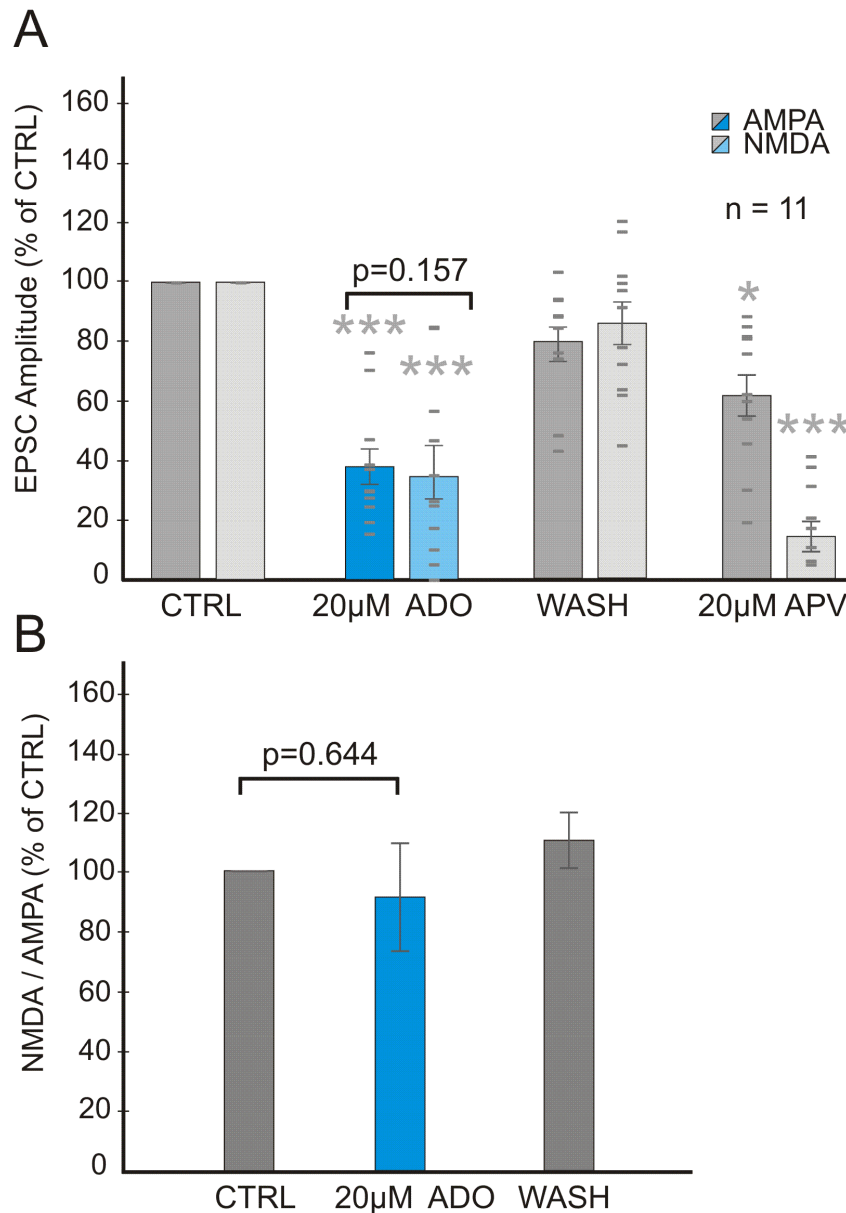 A
EPSC Amplitude (% of CTRL)
160
140
120
100
80
60
40
20
0
AMPA
NMDA
n = 11
p=0.157
***
***
*
***
CTRL
20µM ADO
WASH
20µM APV
B
NMDA / AMPA (% of CTRL)
160
140
120
100
80
60
40
20
0
p=0.644
CTRL
20µM ADO
WASH